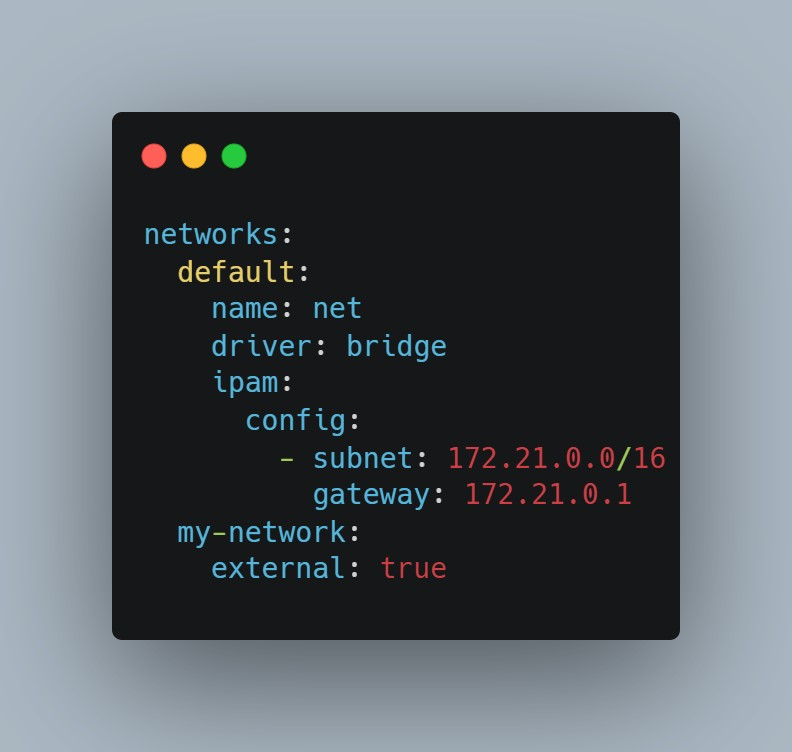 networks:
  default:
    name: net
    driver: bridge
    ipam:
      config:
        - subnet: 172.21.0.0/16
          gateway: 172.21.0.1
  my-network:
    external: true